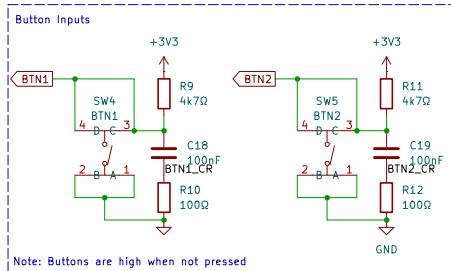 Button Inputs
+3V3
+3V3
BTN1
BTN2
R9
4k7Ω
R11
4k7Ω
SW4
BTN1
SW5
BTN2
4 D C 3
4 D C 3
C18
100nF
C19
100nF
BTN1_CR
BTN2_CR
2 B A 1
2 B A 1
R10
100Ω
R12
100Ω
GND
Note: Buttons are high when not pressed